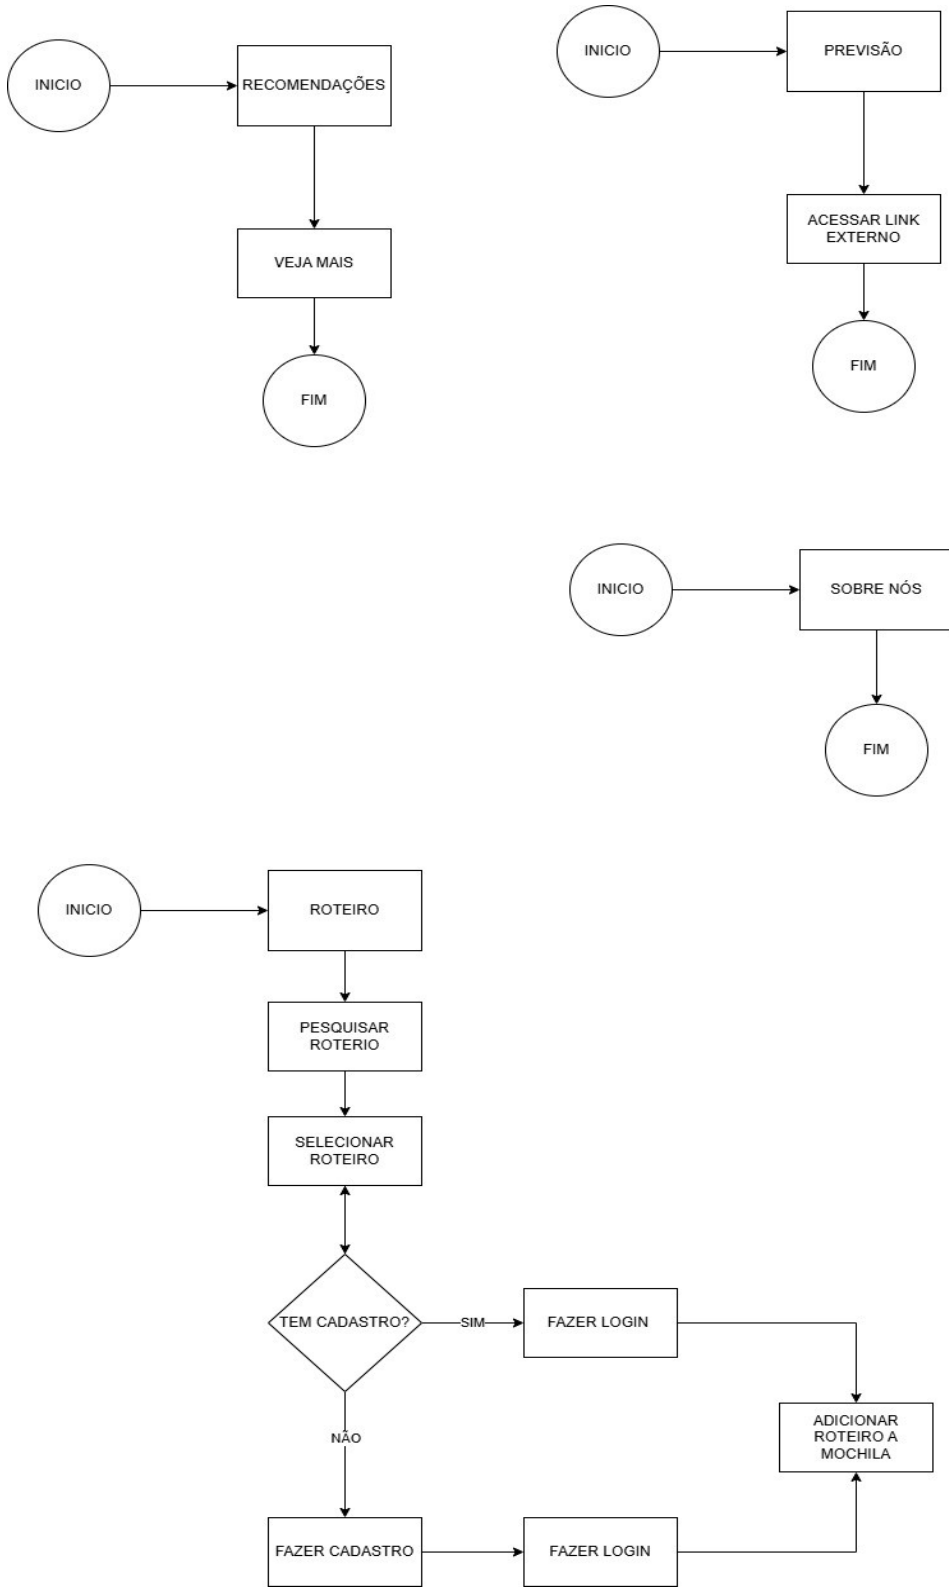 INICIO
RECOMENDAÇÕES
VEJA MAIS
FIM
INICIO
PREVISÃO
ACESSAR LINK
EXTERNO
FIM
INICIO
SOBRE NÓS
FIM
INICIO
ROTEIRO
PESQUISAR
ROTERIO
SELECIONAR
ROTEIRO
TEM CADASTRO?
SIM
FAZER LOGIN
ADICIONAR
ROTEIRO A
MOCHILA
NÃO
FAZER CADASTRO
FAZER LOGIN